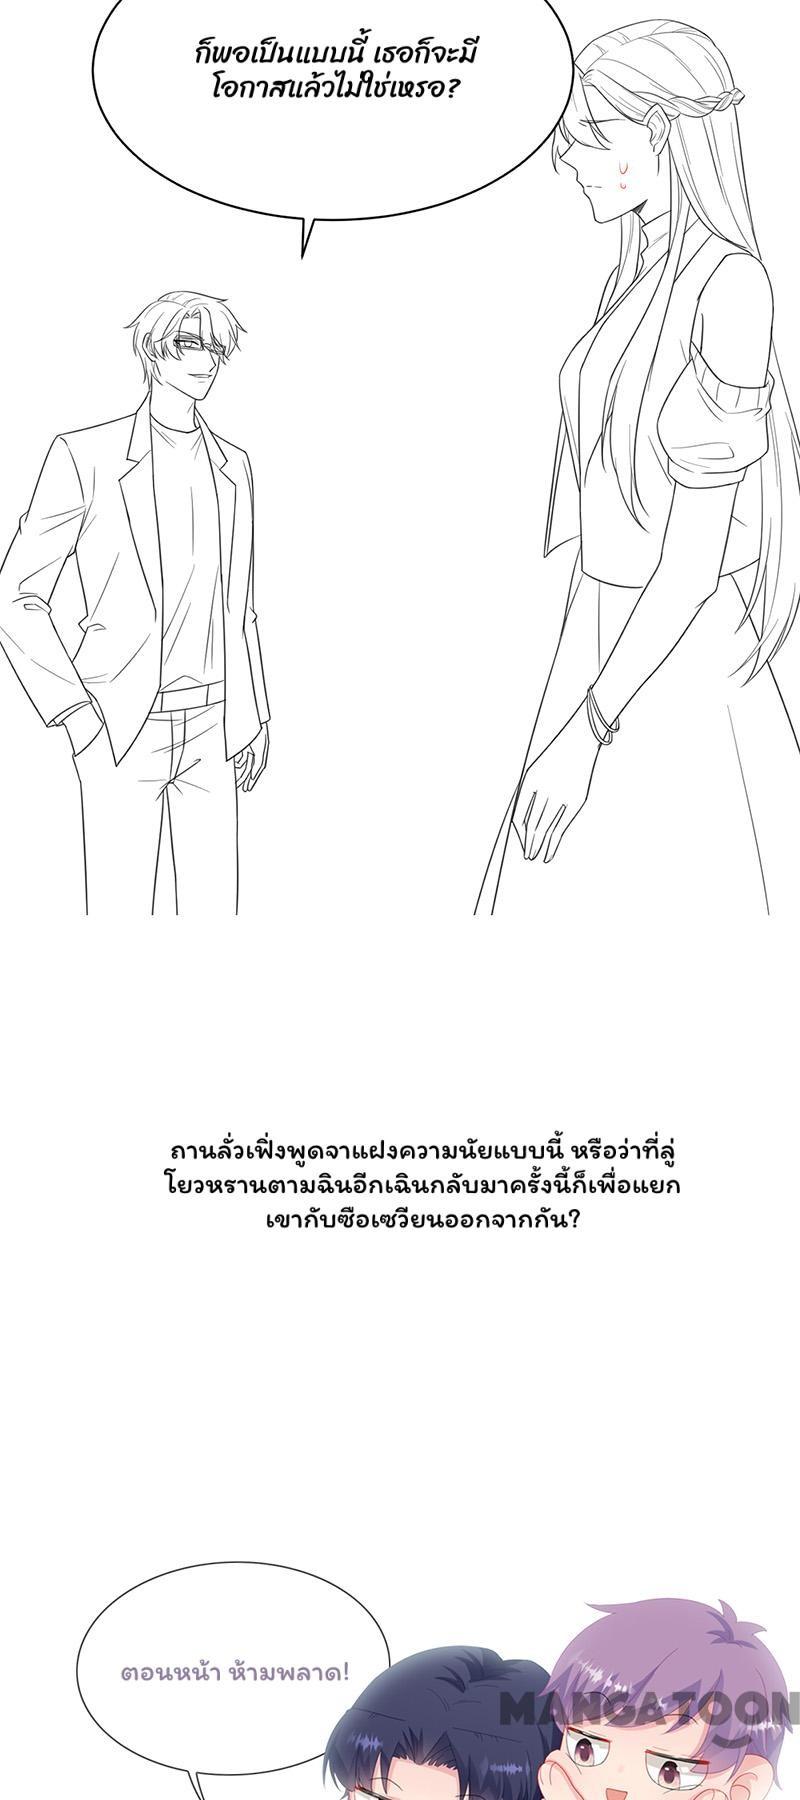 ก็พอเป็นแบบนี้ เธอก็จะมี
โอกาสแล้วไม่ใช่เหรอ?
ถานลั่วเฟิ่งพูดจาแฝงความนัยแบบนี้ หรือว่าที่ลู่
โยวหรานตามฉินอีกเฉินกลับมาครั้งนี้ก็เพื่อแยก
เขากับซือเซวียนออกจากกัน?
ตอนหน้า ห้ามพลาด!
MANGATOON